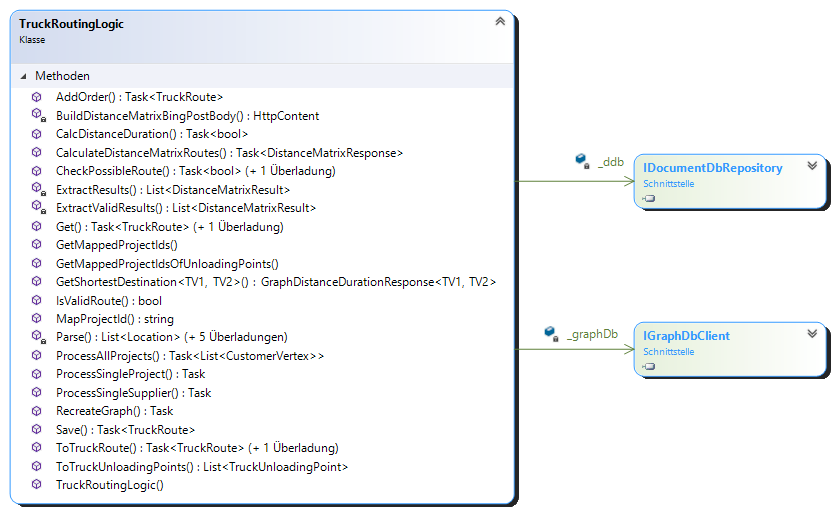 TruckRoutingLogic
Klasse
Methoden
AddOrder() : Task<TruckRoute>
BuildDistanceMatrixBingPostBody() : HttpContent
CalcDistanceDuration() : Task<bool>
CalculateDistanceMatrixRoutes() : Task<DistanceMatrixResponse>
CheckPossibleRoute() : Task<bool> (+ 1 Überladung)
ExtractResults() : List<DistanceMatrixResult>
ExtractValidResults() : List<DistanceMatrixResult>
Get() : Task<TruckRoute> (+ 1 Überladung)
GetMappedProjectIds()
GetMappedProjectIdsOfUnloadingPoints()
GetShortestDestination<TV1, TV2>() : GraphDistanceDurationResponse<TV1, TV2>
IsValidRoute() : bool
MapProjectId() : string
Parse() : List<Location> (+ 5 Überladungen)
ProcessAllProjects() : Task<List<CustomerVertex>>
ProcessSingleProject() : Task
ProcessSingleSupplier() : Task
RecreateGraph() : Task
Save() : Task<TruckRoute>
ToTruckRoute() : Task<TruckRoute> (+ 1 Überladung)
ToTruckUnloadingPoints() : List<TruckUnloadingPoint>
TruckRoutingLogic()
_ddb
IDocumentDbRepository
Schnittstelle
_graphDb
IGraphDbClient
Schnittstelle